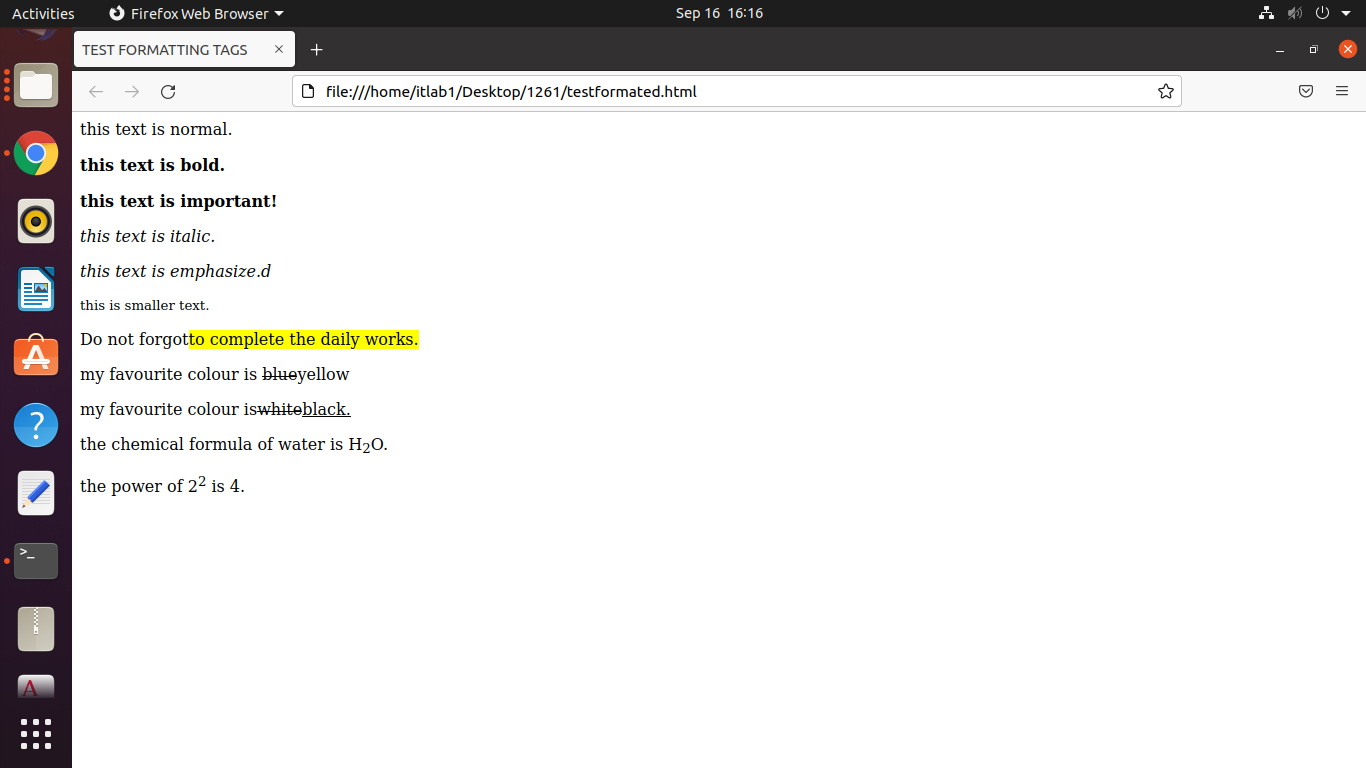 Activities Firefox Web Browser Sep 16 16:16
TEST FORMATTING TAGS
file:///home/itlab1/Desktop/1261/testformated.html
this text is normal.
this text is bold.
this text is important!
this text is italic.
this text is emphasize.d
this is smaller text.
Do not forgotto complete the daily works.
my favourite colour is blueyellow
my favourite colour iswhiteblack.
the chemical formula of water is H₂O.
the power of 2² is 4.
?
>_
A